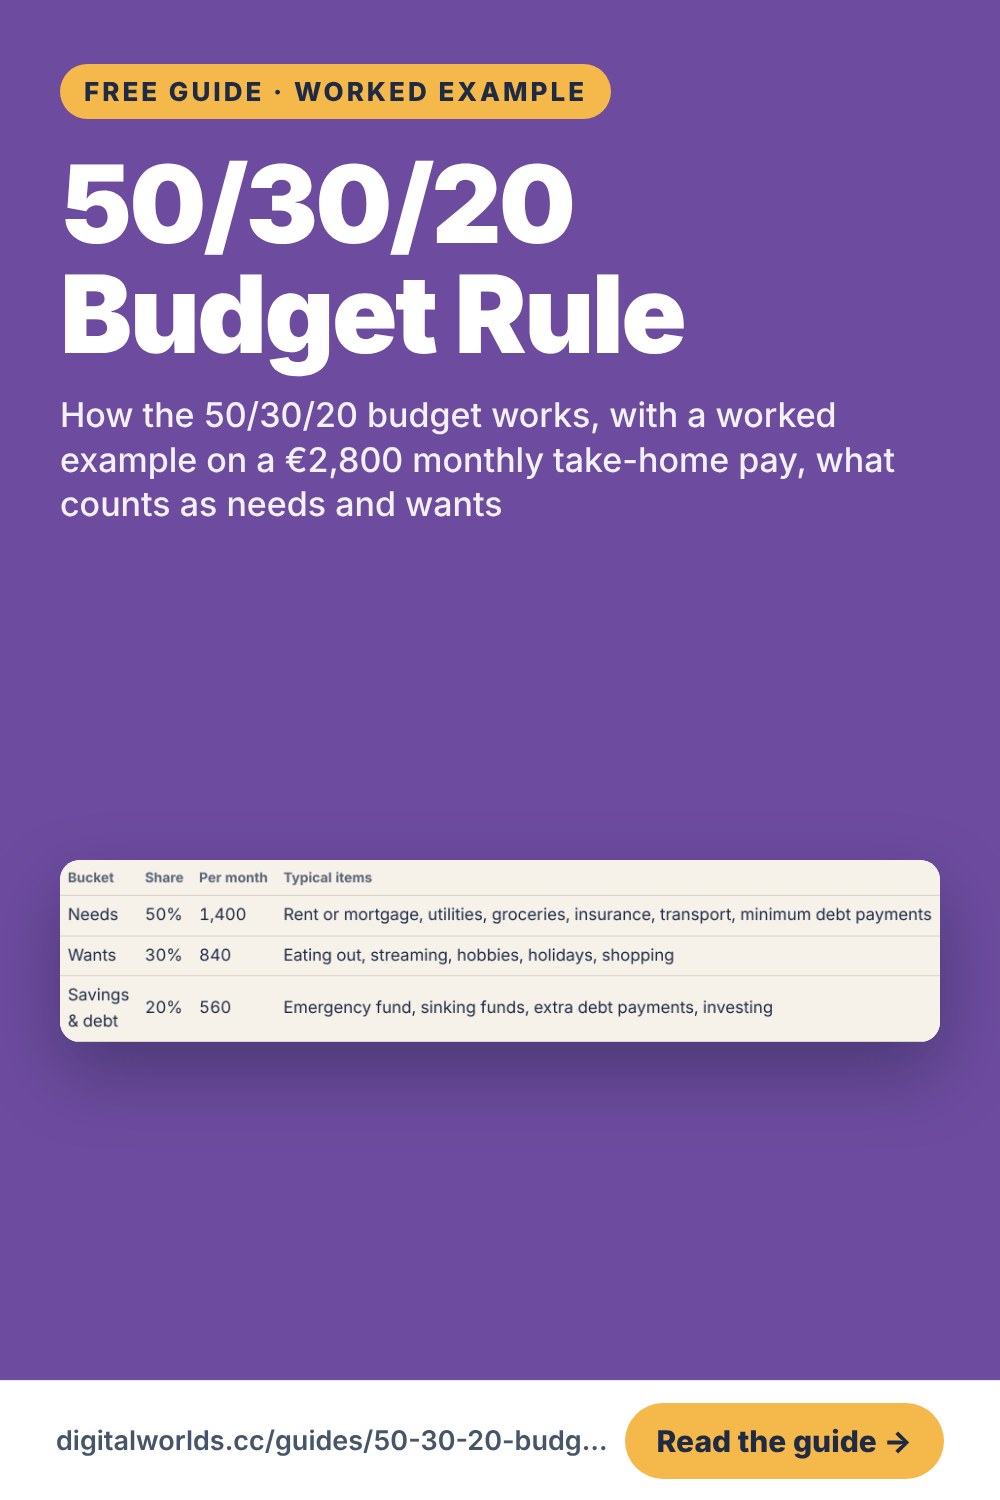 FREE GUIDE · WORKED EXAMPLE
50/30/20
Budget Rule
How the 50/30/20 budget works, with a worked
example on a €2,800 monthly take-home pay, what
counts as needs and wants
Bucket Share Per month Typical items
Needs 50% 1,400 Rent or mortgage, utilities, groceries, insurance, transport, minimum debt payments
Wants 30% 840 Eating out, streaming, hobbies, holidays, shopping
Savings
& debt 20% 560 Emergency fund, sinking funds, extra debt payments, investing
digitalworlds.cc/guides/50-30-20-budg... Read the guide →